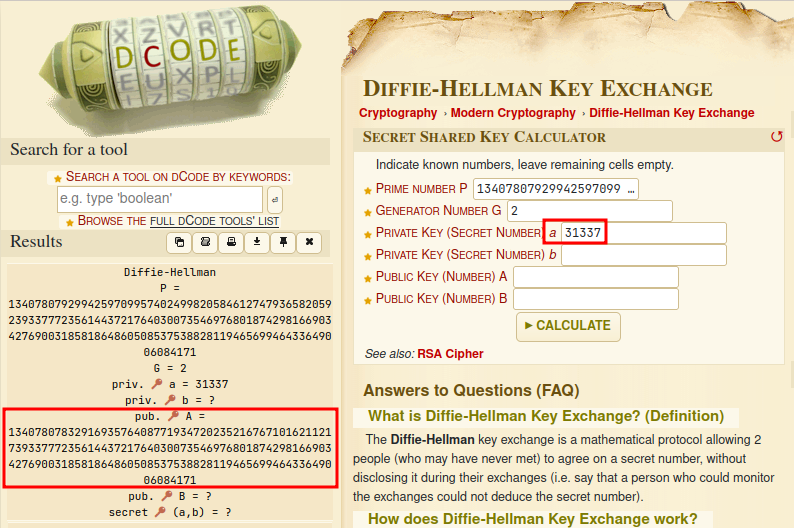 DCODE
Search for a tool
★ SEARCH A TOOL ON DCODE BY KEYWORDS:
e.g. type 'boolean'
★ BROWSE THE FULL DCODE TOOLS' LIST
Results
Diffie-Hellman
P =
13407807929942597099574024998205846127479365820592393377723561443721764030073546976801874298166903427690031858186486050853753882811946569946433649006084171
G = 2
priv. 🔑 a = 31337
priv. 🔑 b = ?
pub. 🔑 A =
13407807832916935764087719347202352167671016211217393377723561443721764030073546976801874298166903427690031858186486050853753882811946569946433649006084171
pub. 🔑 B = ?
secret 🔑 (a,b) = ?
DIFFIE-HELLMAN KEY EXCHANGE
Cryptography › Modern Cryptography › Diffie-Hellman Key Exchange
SECRET SHARED KEY CALCULATOR
Indicate known numbers, leave remaining cells empty.
★ PRIME NUMBER P 13407807929942597099 …
★ GENERATOR NUMBER G 2
★ PRIVATE KEY (SECRET NUMBER) a 31337
★ PRIVATE KEY (SECRET NUMBER) b
★ PUBLIC KEY (NUMBER) A
★ PUBLIC KEY (NUMBER) B
► CALCULATE
See also: RSA Cipher
Answers to Questions (FAQ)
What is Diffie-Hellman Key Exchange? (Definition)
The Diffie-Hellman key exchange is a mathematical protocol allowing 2
people (who may have never met) to agree on a secret number, without
disclosing it during their exchanges (i.e. say that a person who could monitor
the exchanges could not deduce the secret number).
How does Diffie-Hellman Key Exchange work?